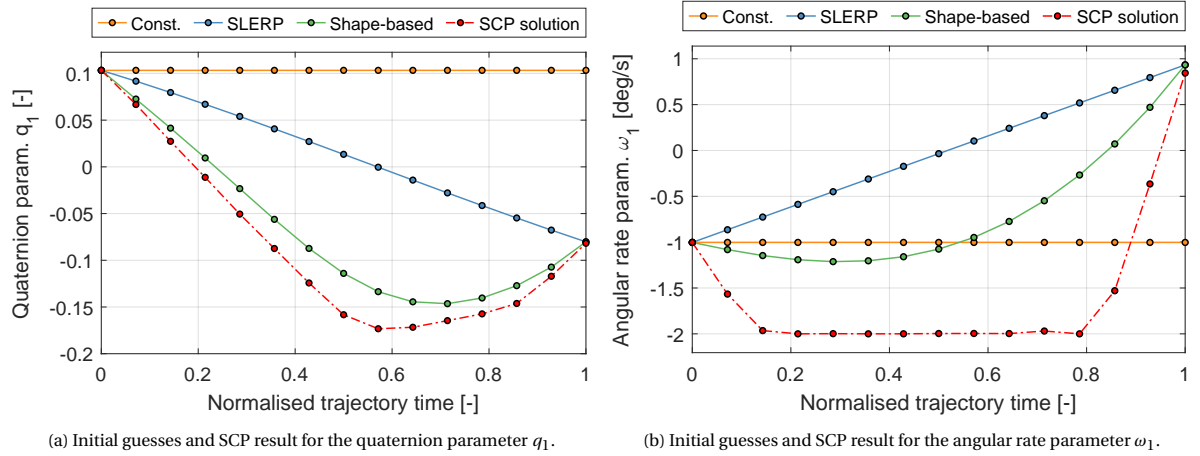 Const. SLERP Shape-based SCP solution
0.1
0.05
0
-0.05
-0.1
-0.15
-0.2
Quaternion param. q1 [-]
0 0.2 0.4 0.6 0.8 1
Normalised trajectory time [-]
(a) Initial guesses and SCP result for the quaternion parameter q1.
Const. SLERP Shape-based SCP solution
1
0.5
0
-0.5
-1
-1.5
-2
Angular rate param. ω1 [deg/s]
0 0.2 0.4 0.6 0.8 1
Normalised trajectory time [-]
(b) Initial guesses and SCP result for the angular rate parameter ω1.